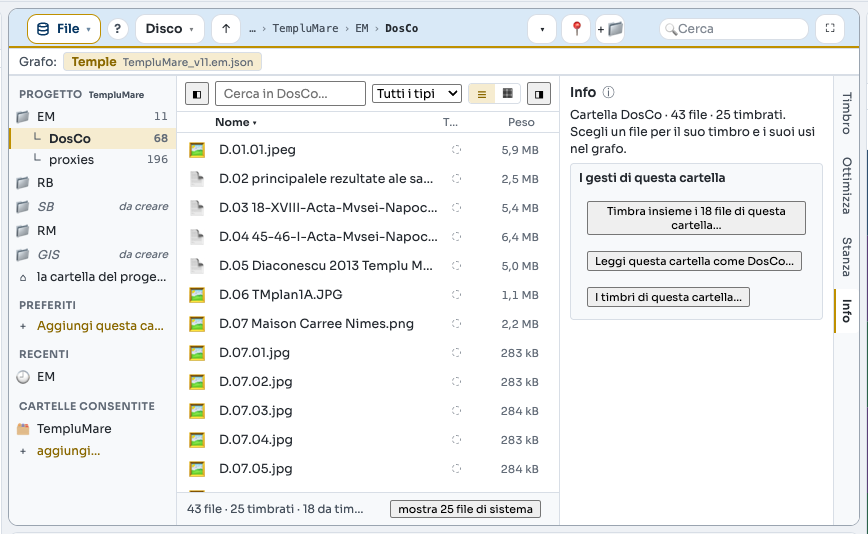 File
?
Disco
↑
… › TempluMare › EM › DosCo
+
Cerca
Grafo: Temple TempluMare_v11.em.json
PROGETTO TempluMare
EM 11
DosCo 68
proxies 196
RB
SB da creare
RM
GIS da creare
la cartella del proge...
PREFERITI
+ Aggiungi questa ca...
RECENTI
EM
CARTELLE CONSENTITE
TempluMare
+ aggiungi...
Cerca in DosCo...
Tutti i tipi
Nome T... Peso
D.01.01.jpeg 5,9 MB
D.02 principalele rezultate ale sa... 2,5 MB
D.03 18-XVIII-Acta-Mvsei-Napoc... 5,4 MB
D.04 45-46-I-Acta-Mvsei-Napoc... 6,4 MB
D.05 Diaconescu 2013 Templu M... 5,0 MB
D.06 TMplan1A.JPG 1,1 MB
D.07 Maison Carree Nimes.png 2,2 MB
D.07.01.jpg 283 kB
D.07.02.jpg 283 kB
D.07.03.jpg 284 kB
D.07.04.jpg 283 kB
D.07.05.jpg 284 kB
43 file · 25 timbrati · 18 da tim...
mostra 25 file di sistema
Info ⓘ
Cartella DosCo · 43 file · 25 timbrati.
Scegli un file per il suo timbro e i suoi usi
nel grafo.
I gesti di questa cartella
Timbra insieme i 18 file di questa
cartella...
Leggi questa cartella come DosCo...
I timbri di questa cartella...
Timbro
Ottimizza
Stanza
Info